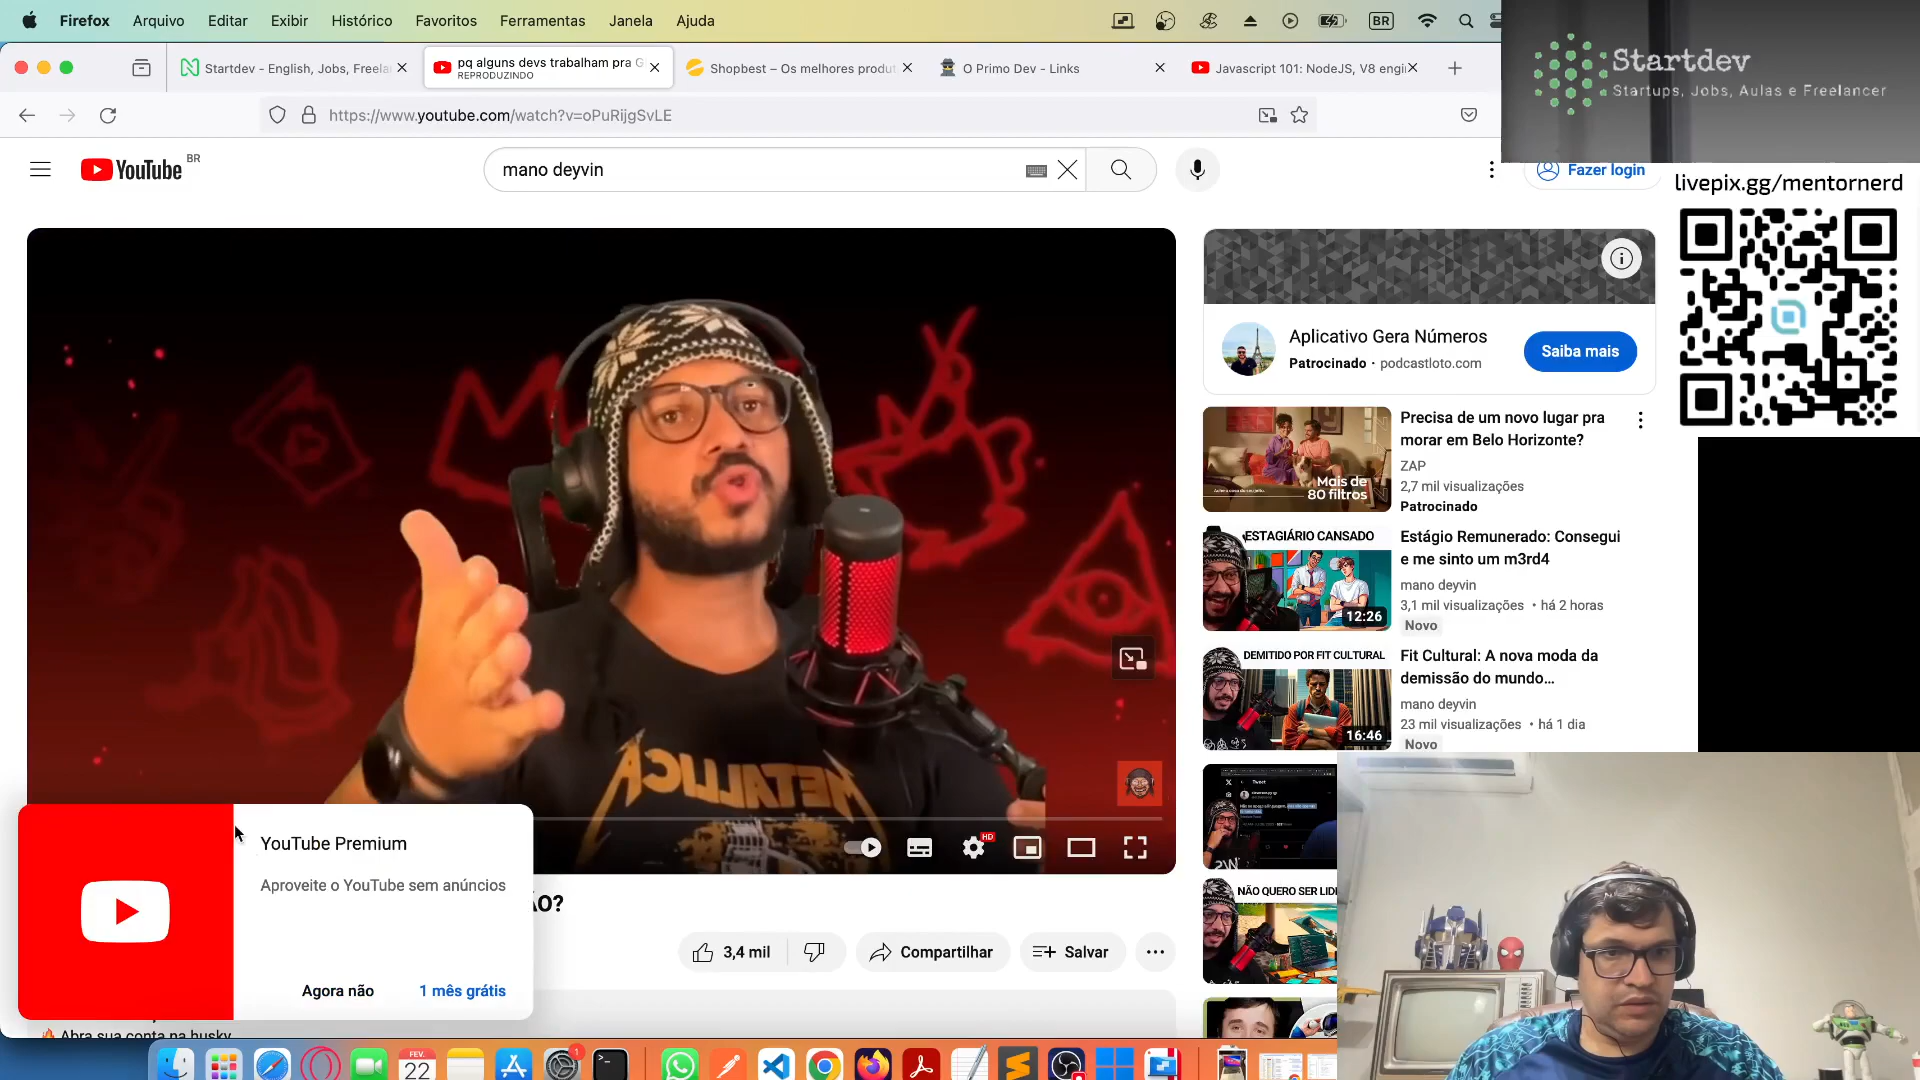 Firefox
Arquivo
Editar
Exibir
Histórico
Favoritos
Ferramentas
Janela
Ajuda
BR
Startdev - English, Jobs, Freela
pq alguns devs trabalham pra G
REPRODUZINDO
Shopbest – Os melhores produt
O Primo Dev - Links
Javascript 101: NodeJS, V8 engi
Startdev
Startups, Jobs, Aulas e Freelancer
https://www.youtube.com/watch?v=oPuRijgSvLE
YouTube
BR
mano deyvin
Fazer login
livepix.gg/mentornerd
Aplicativo Gera Números
Patrocinado · podcastloto.com
Saiba mais
Mais de
80 filtros
Precisa de um novo lugar pra
morar em Belo Horizonte?
ZAP
2,7 mil visualizações
Patrocinado
ESTAGIÁRIO CANSADO
12:26
Estágio Remunerado: Consegui
e me sinto um m3rd4
mano deyvin
3,1 mil visualizações • há 2 horas
Novo
DEMITIDO POR FIT CULTURAL
16:46
Fit Cultural: A nova moda da
demissão do mundo…
mano deyvin
23 mil visualizações • há 1 dia
Novo
Tweet
NÃO QUERO SER LID
METALLICA
HD
YouTube Premium
Aproveite o YouTube sem anúncios
Agora não
1 mês grátis
ÃO?
3,4 mil
Compartilhar
Salvar
Abra sua conta na husky
FEV.
22
1